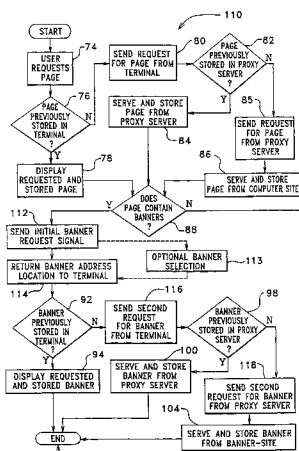 110
START
74
USER
REQUESTS
PAGE
76
PAGE
PREVIOUSLY
STORED IN
TERMINAL
?
N
Y
80
SEND REQUEST
FOR PAGE FROM
TERMINAL
82
PAGE
PREVIOUSLY
STORED IN PROXY
SERVER
?
N
Y
85
SEND REQUEST
FOR PAGE FROM
PROXY SERVER
SERVE AND STORE
PAGE FROM
PROXY SERVER
84
DISPLAY
REQUESTED AND
STORED PAGE
78
86
SERVE AND STORE
PAGE FROM COMPUTER SITE
DOES
PAGE CONTAIN
BANNERS
?
88
Y
N
112
SEND INITIAL BANNER
REQUEST SIGNAL
OPTIONAL BANNER
SELECTION
113
RETURN BANNER ADDRESS
LOCATION TO TERMINAL
114
92
BANNER
PREVIOUSLY
STORED IN
TERMINAL
?
N
Y
116
SEND SECOND
REQUEST
FOR BANNER
FROM TERMINAL
98
BANNER
PREVIOUSLY
STORED IN PROXY
SERVER
?
Y
N
94
DISPLAY REQUESTED
AND STORED BANNER
100
SERVE AND STORE
BANNER FROM
PROXY SERVER
118
SEND SECOND
REQUEST FOR BANNER
FROM PROXY SERVER
104
SERVE AND STORE BANNER
FROM BANNER-SITE
END